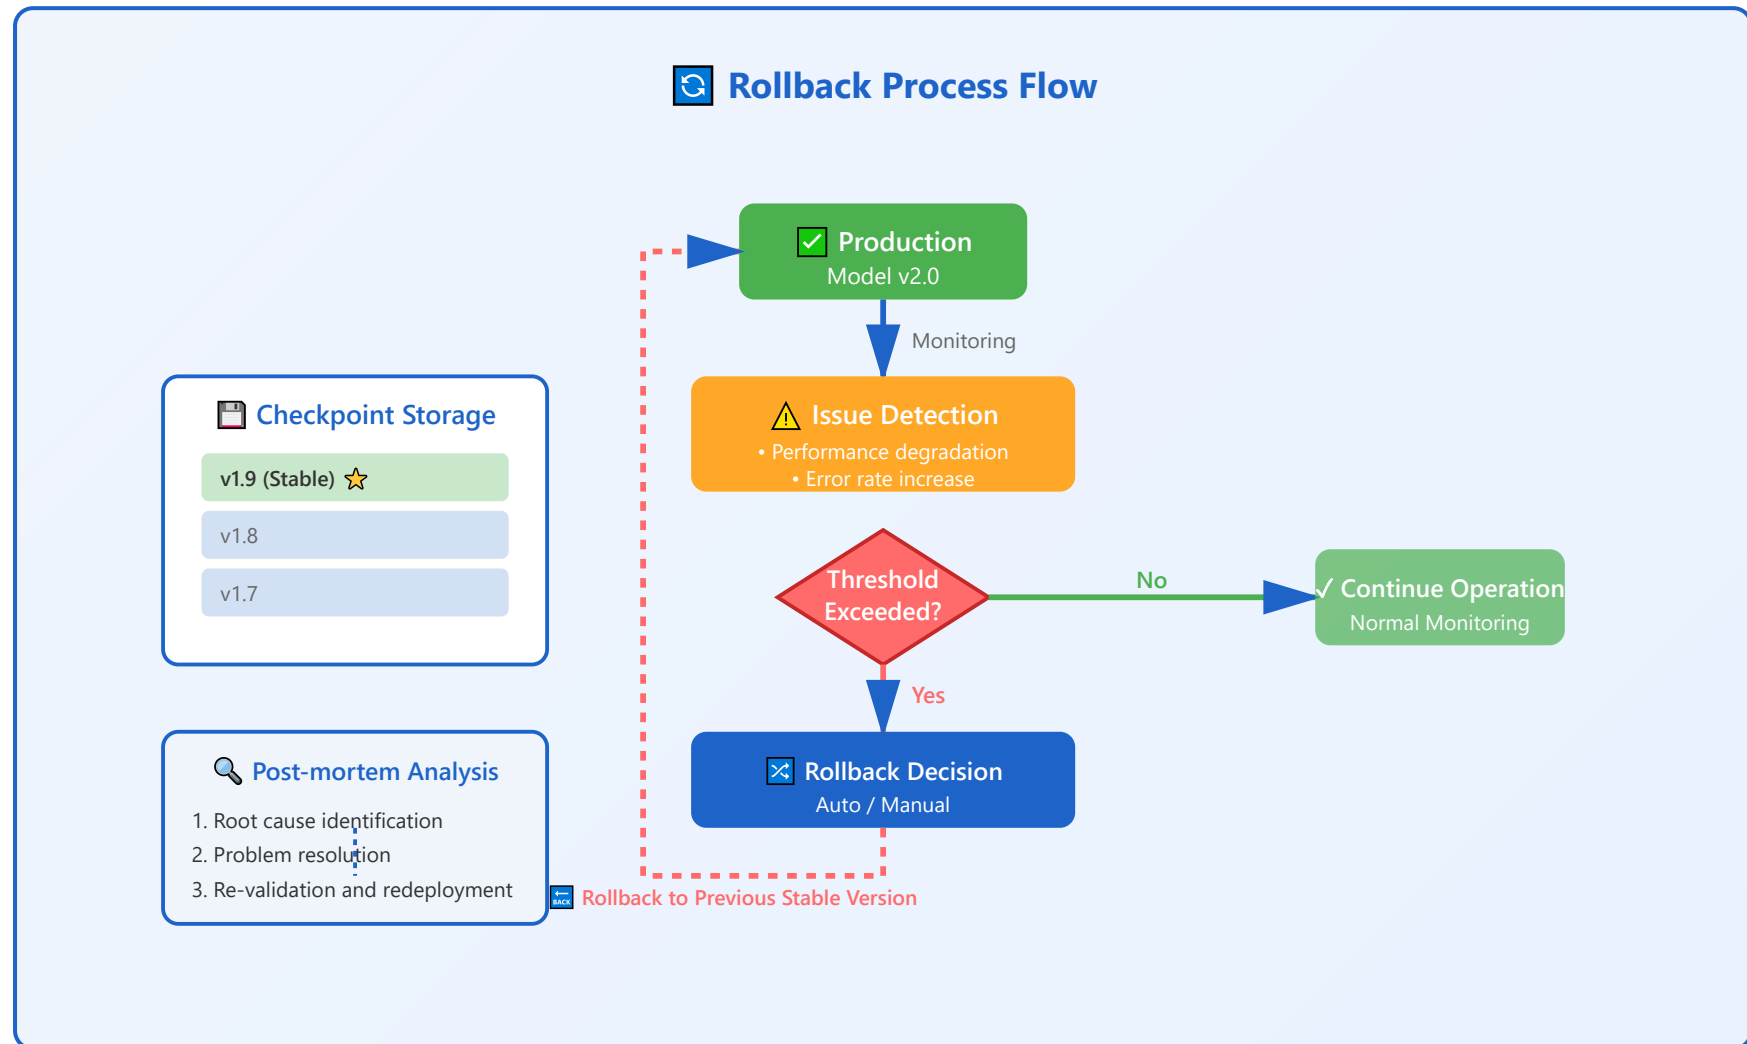 Rollback Process Flow
Production
Model v2.0
Monitoring
Issue Detection
• Performance degradation
• Error rate increase
Threshold
Exceeded?
No
✓ Continue Operation
Normal Monitoring
Yes
Rollback Decision
Auto / Manual
BACK
Rollback to Previous Stable Version
Checkpoint Storage
v1.9 (Stable)
v1.8
v1.7
Post-mortem Analysis
1. Root cause identification
2. Problem resolution
3. Re-validation and redeployment